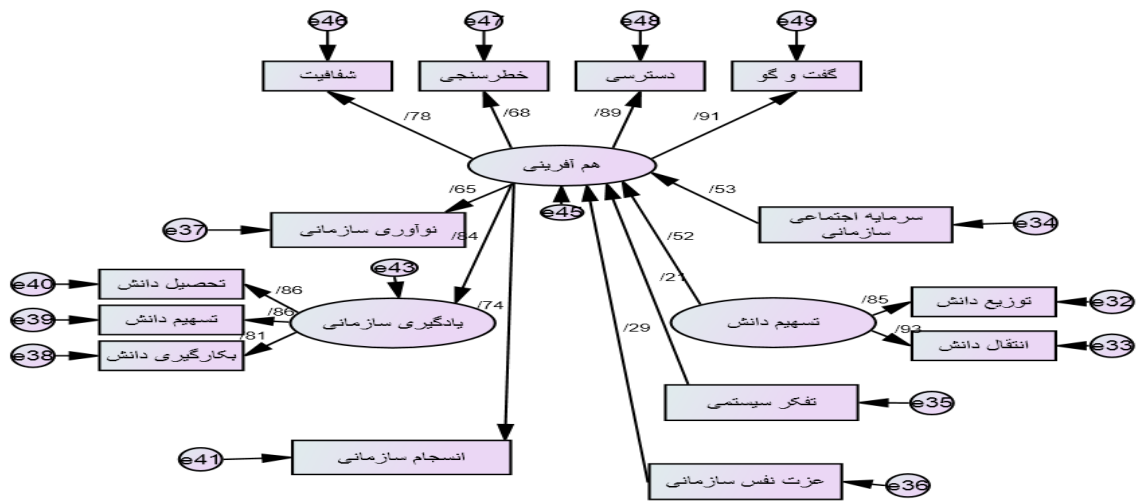 e46
e47
e48
e49
شفافیت
خطرسنجی
دسترسی
گفت و گو
/78
/68
/89
/91
هم آفرینی
e45
/65
/84
/74
/53
/52
/21
/29
سرمایه اجتماعی
سازمانی
e34
نوآوری سازمانی
e37
e43
یادگیری سازمانی
/86
/86
/81
تحصیل دانش
e40
تسهیم دانش
e39
بکارگیری دانش
e38
تسهیم دانش
/85
/93
توزیع دانش
e32
انتقال دانش
e33
تفکر سیستمی
e35
انسجام سازمانی
e41
عزت نفس سازمانی
e36